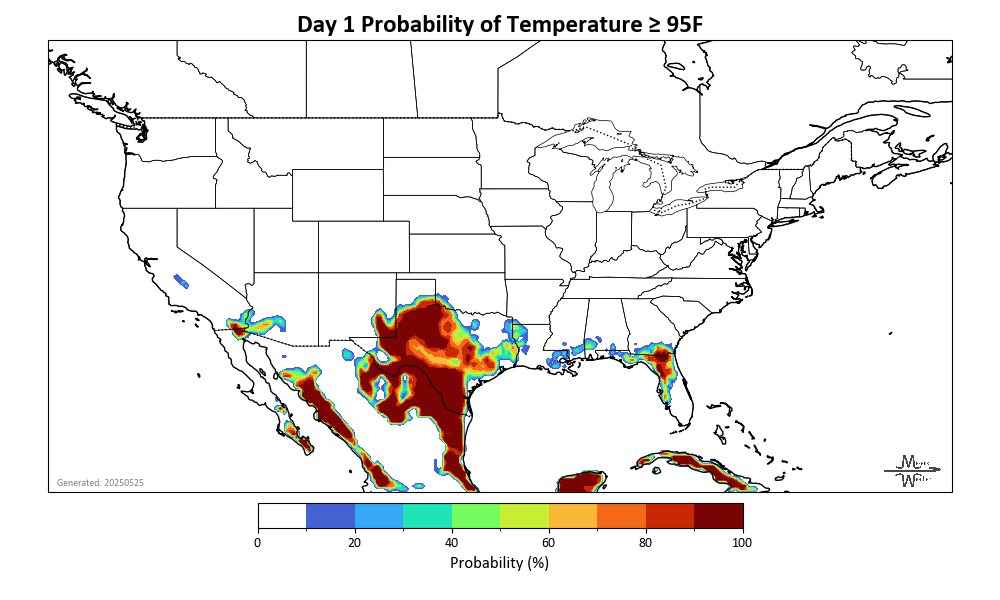 Day 1 Probability of Temperature ≥ 95F
Generated: 20250525
0 20 40 60 80 100
Probability (%)